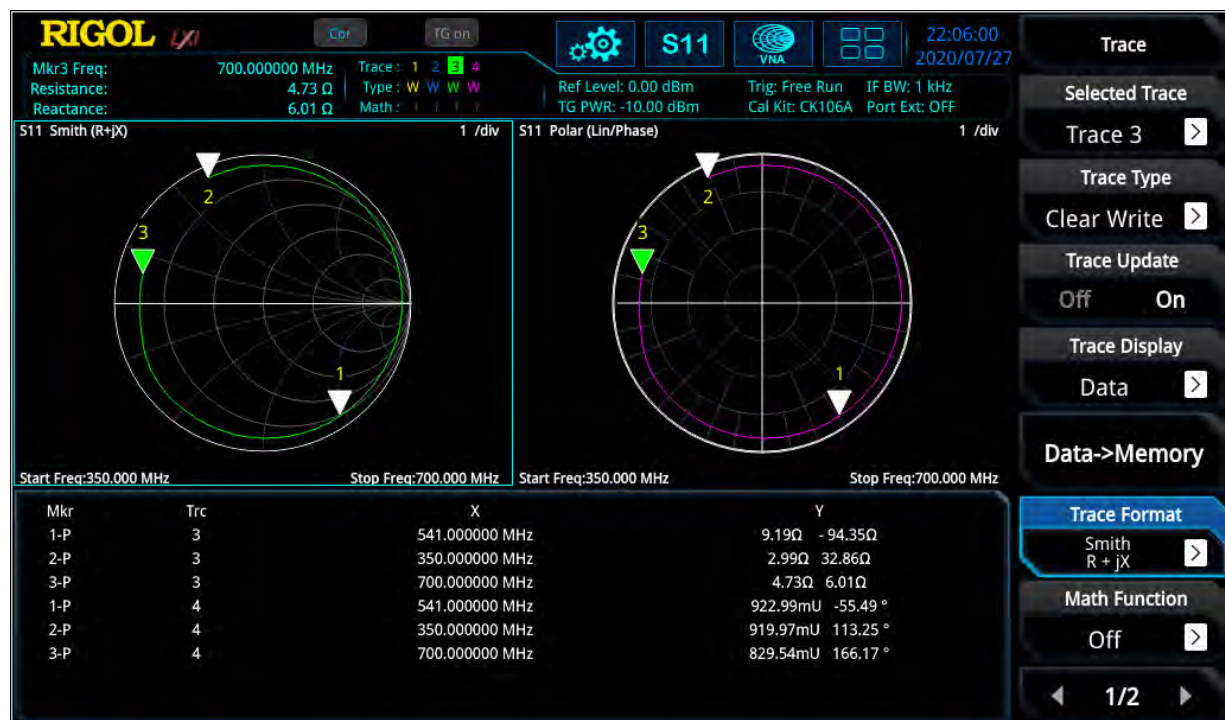 RIGOL LXI Cor TG on S11 VNA 22:06:00
2020/07/27
Mkr3 Freq: 700.000000 MHz Trace: 1 2 3 4
Resistance: 4.73 Ω Type: W W W W
Reactance: 6.01 Ω Math:
Ref Level: 0.00 dBm Trig: Free Run IF BW: 1 kHz
TG PWR: -10.00 dBm Cal Kit: CK106A Port Ext: OFF
S11 Smith (R+jX) 1 /div
2
3
1
Start Freq:350.000 MHz Stop Freq:700.000 MHz
S11 Polar (Lin/Phase) 1 /div
2
3
1
Start Freq:350.000 MHz Stop Freq:700.000 MHz
Mkr Trc X Y
1-P 3 541.000000 MHz 9.19Ω - 94.35Ω
2-P 3 350.000000 MHz 2.99Ω 32.86Ω
3-P 3 700.000000 MHz 4.73Ω 6.01Ω
1-P 4 541.000000 MHz 922.99mU -55.49 °
2-P 4 350.000000 MHz 919.97mU 113.25 °
3-P 4 700.000000 MHz 829.54mU 166.17 °
Trace
Selected Trace
Trace 3 >
Trace Type
Clear Write >
Trace Update
Off On
Trace Display
Data >
Data->Memory
Trace Format
Smith
R + jX >
Math Function
Off >
1/2